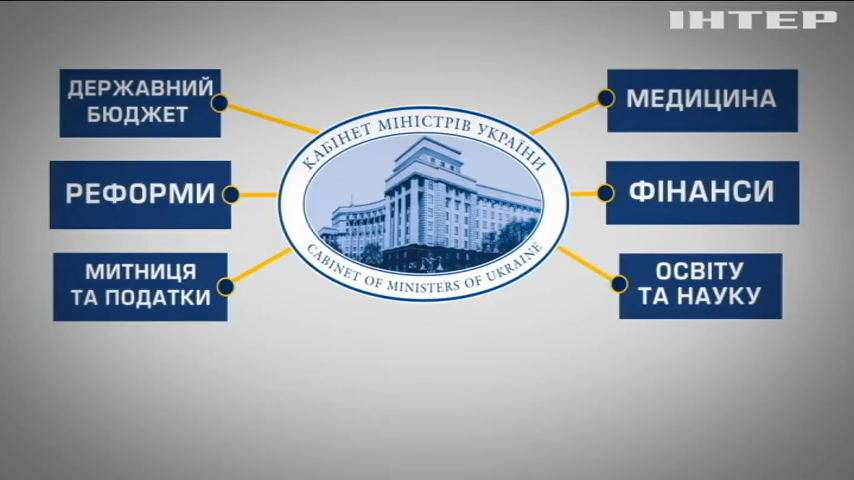 ІНТЕР
ДЕРЖАВНИЙ
БЮДЖЕТ
РЕФОРМИ
МИТНИЦЯ
ТА ПОДАТКИ
КАБІНЕТ МІНІСТРІВ УКРАЇНИ
CABINET OF MINISTERS OF UKRAINE
МЕДИЦИНА
ФІНАНСИ
ОСВІТУ
ТА НАУКУ